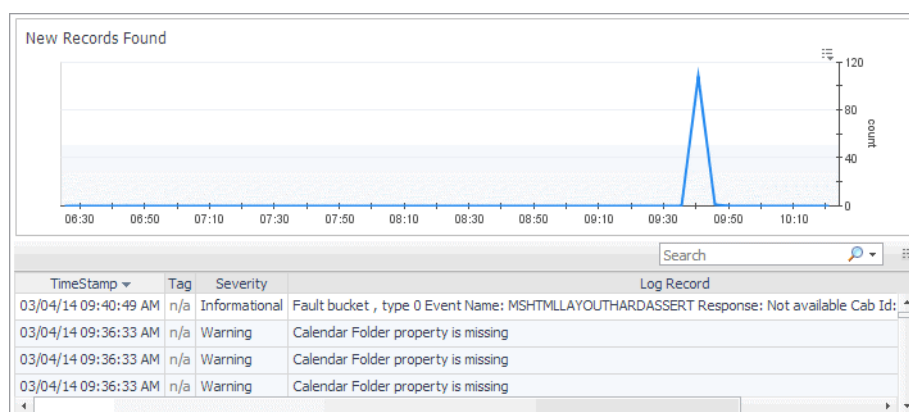 New Records Found
120
80
count
40
0
06:30 06:50 07:10 07:30 07:50 08:10 08:30 08:50 09:10 09:30 09:50 10:10
Search
TimeStamp Tag Severity Log Record
03/04/14 09:40:49 AM n/a Informational Fault bucket , type 0 Event Name: MSHTMLLAYOUTHARDASSERT Response: Not available Cab Id:
03/04/14 09:36:33 AM n/a Warning Calendar Folder property is missing
03/04/14 09:36:33 AM n/a Warning Calendar Folder property is missing
03/04/14 09:36:33 AM n/a Warning Calendar Folder property is missing